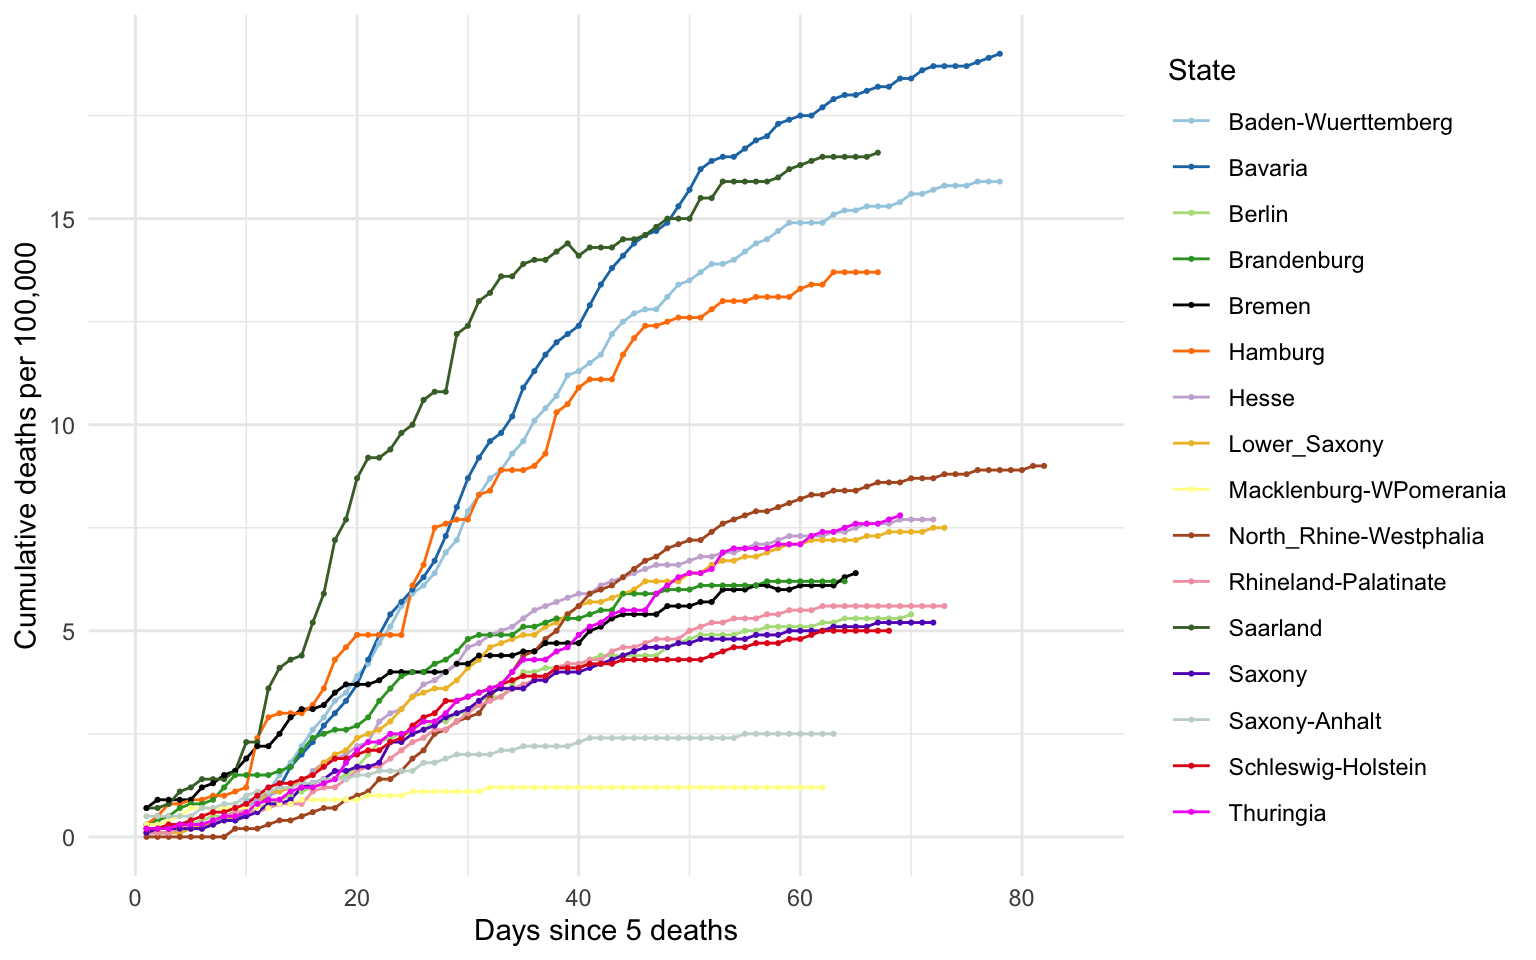 Cumulative deaths per 100,000
15
10
5
0
0 20 40 60 80
Days since 5 deaths
State
Baden-Wuerttemberg
Bavaria
Berlin
Brandenburg
Bremen
Hamburg
Hesse
Lower_Saxony
Macklenburg-WPomerania
North_Rhine-Westphalia
Rhineland-Palatinate
Saarland
Saxony
Saxony-Anhalt
Schleswig-Holstein
Thuringia